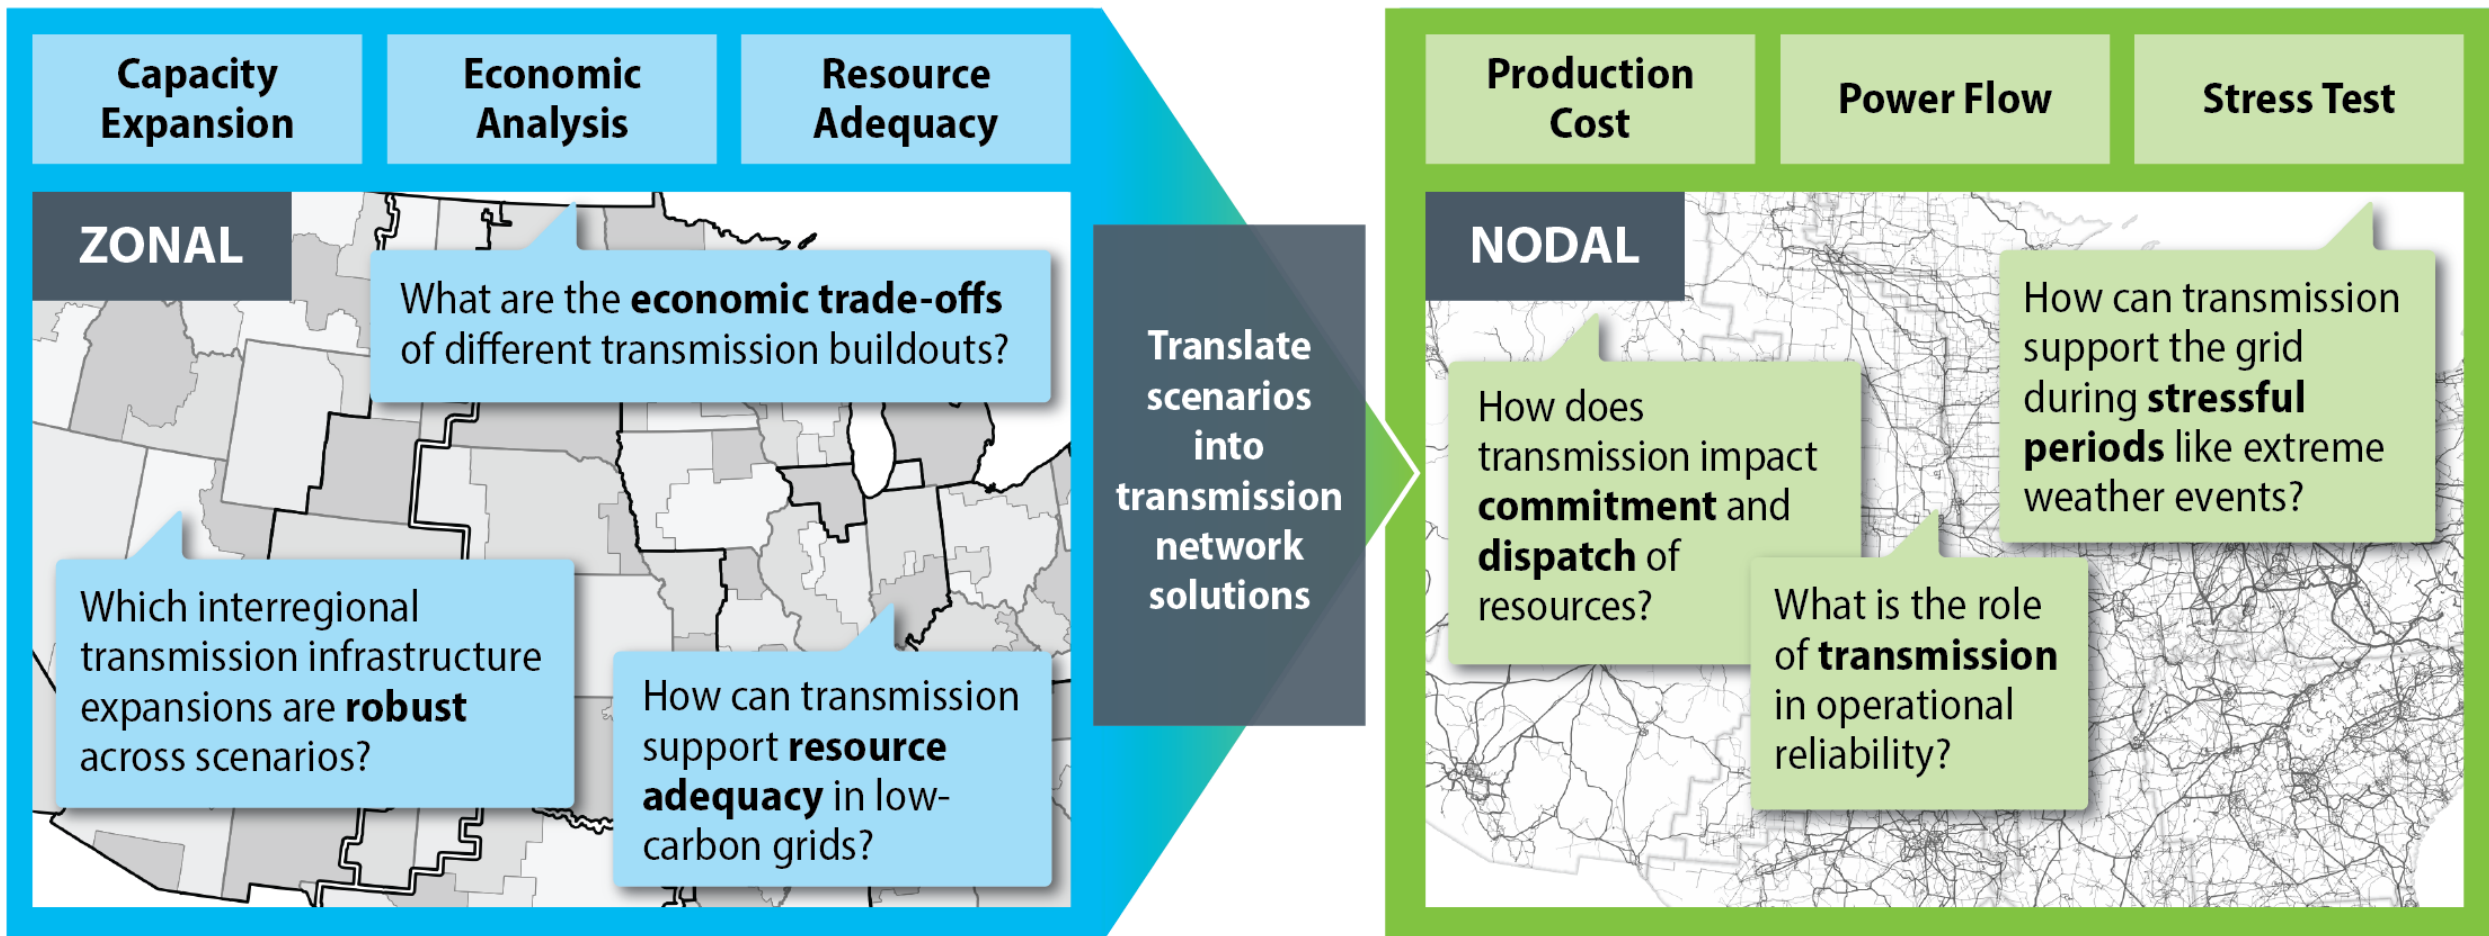 Capacity
Expansion
Economic
Analysis
Resource
Adequacy
ZONAL
What are the economic trade-offs
of different transmission buildouts?
Which interregional
transmission infrastructure
expansions are robust
across scenarios?
How can transmission
support resource
adequacy in low-
carbon grids?
Translate
scenarios
into
transmission
network
solutions
Production
Cost
Power Flow
Stress Test
NODAL
How does
transmission impact
commitment and
dispatch of
resources?
What is the role
of transmission
in operational
reliability?
How can transmission
support the grid
during stressful
periods like extreme
weather events?